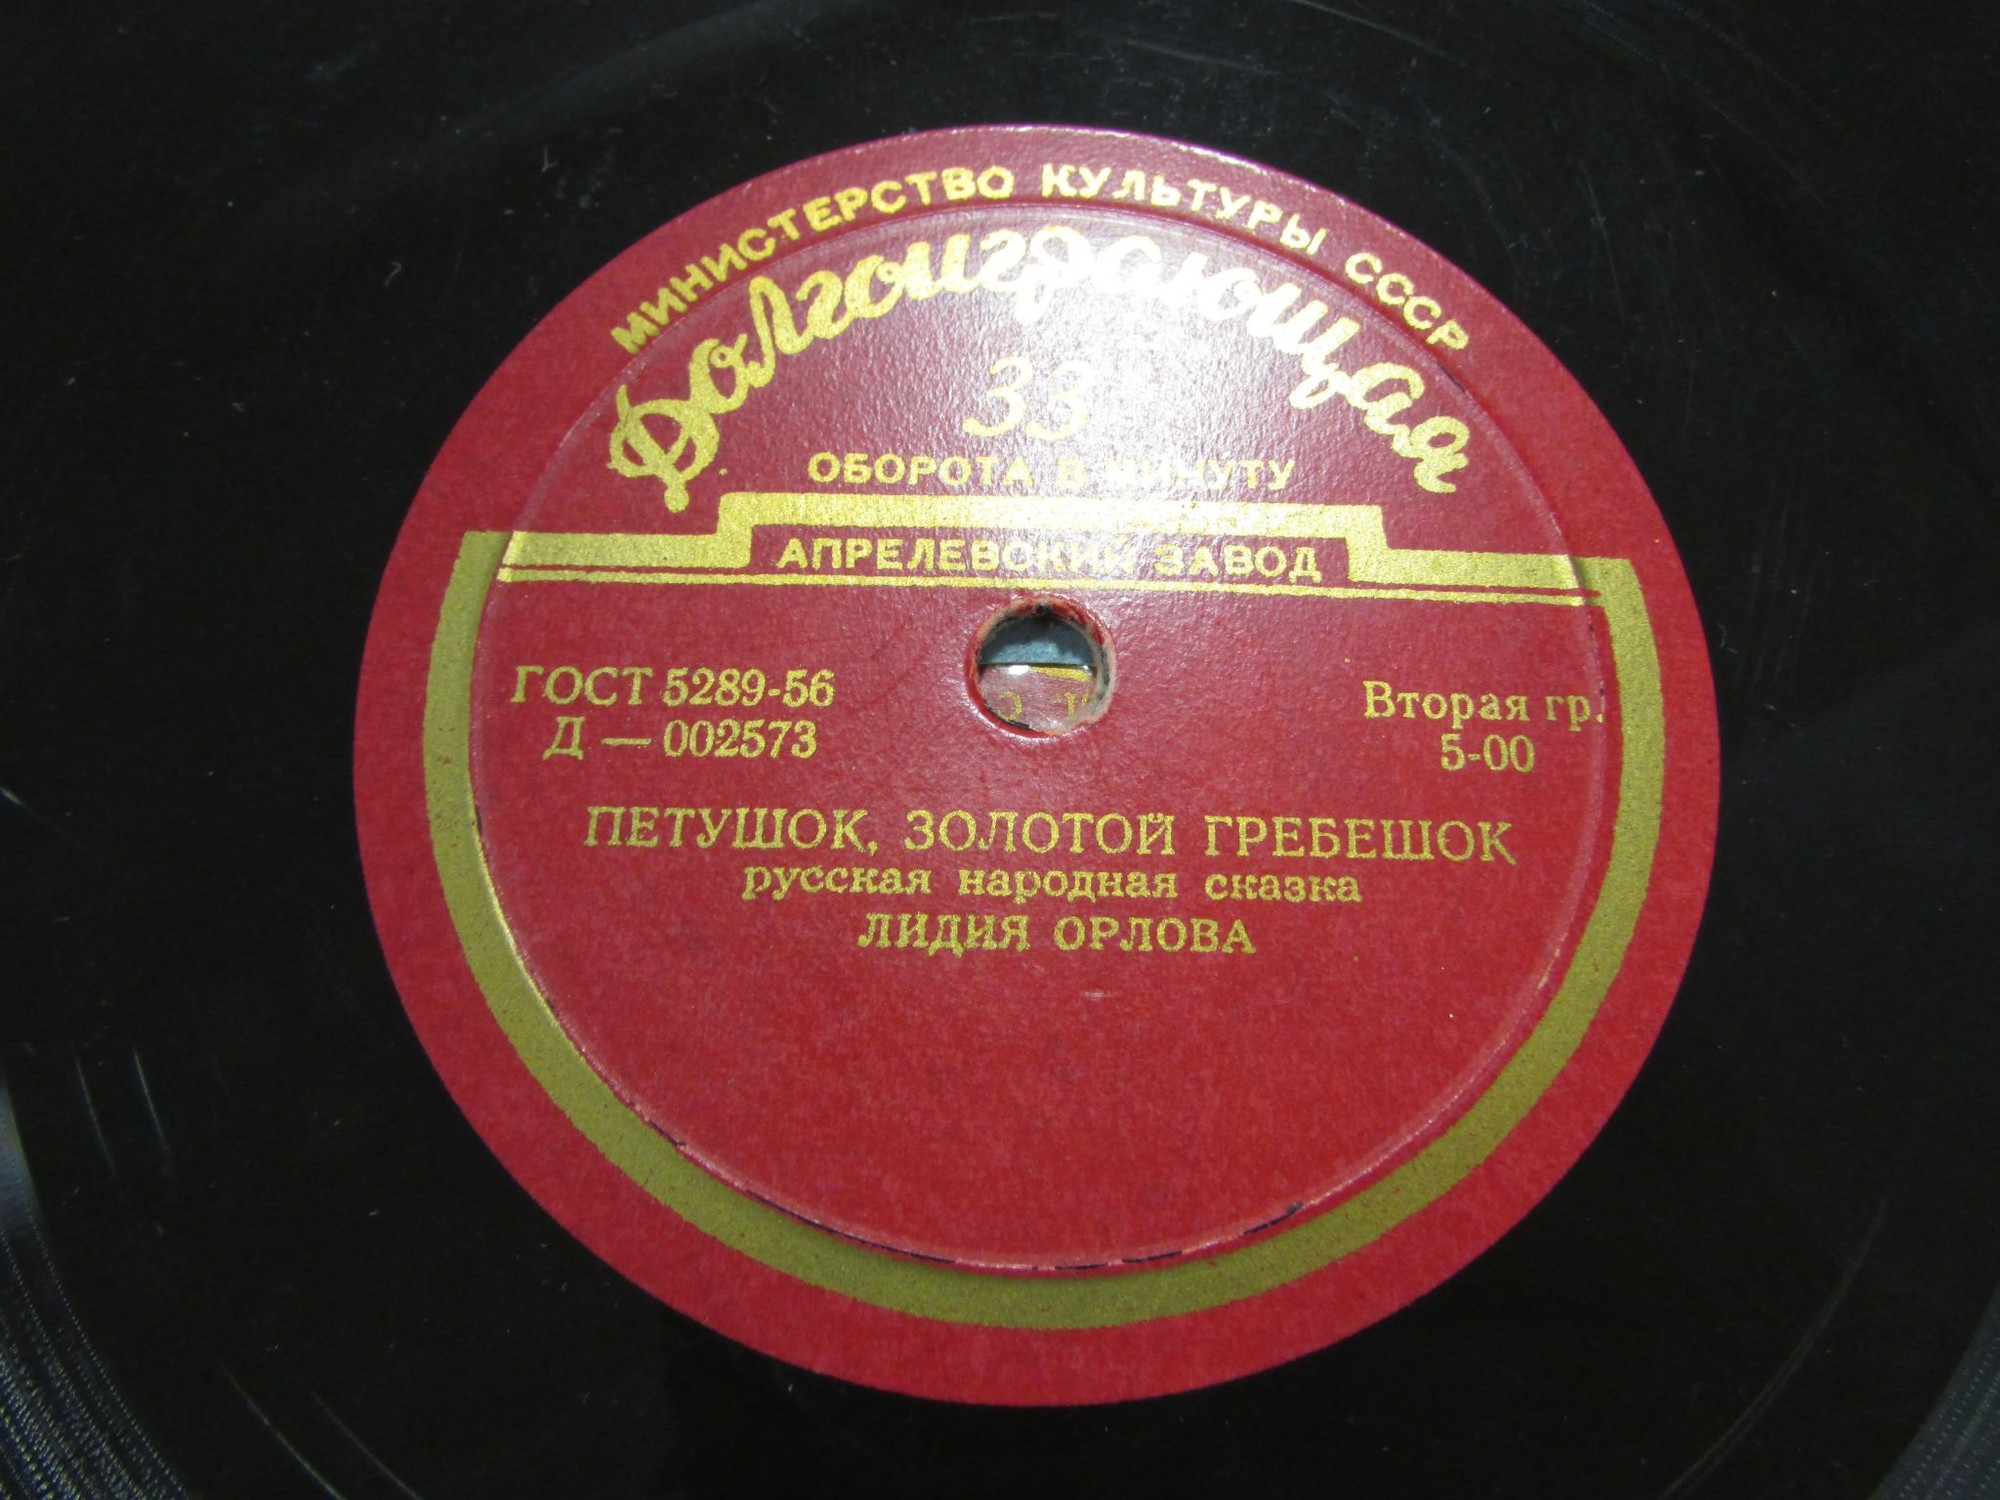 МИНИСТЕРСТВО КУЛЬТУРЫ СССР
Долгоиграющая
33
ОБОРОТА В МИНУТУ
АПРЕЛЕВСКИЙ ЗАВОД
ГОСТ 5289-56
Д — 002573
Вторая гр.
5-00
ПЕТУШОК, ЗОЛОТОЙ ГРЕБЕШОК
русская народная сказка
ЛИДИЯ ОРЛОВА